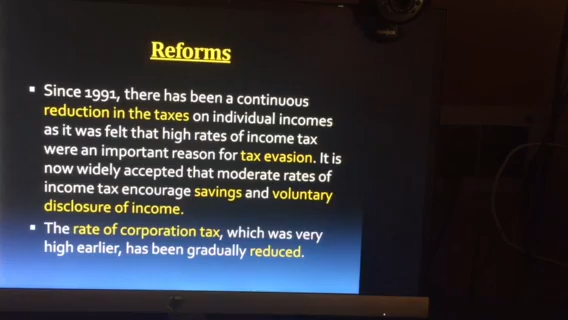 Reforms
▪ Since 1991, there has been a continuous
reduction in the taxes on individual incomes
as it was felt that high rates of income tax
were an important reason for tax evasion. It is
now widely accepted that moderate rates of
income tax encourage savings and voluntary
disclosure of income.
▪ The rate of corporation tax, which was very
high earlier, has been gradually reduced.